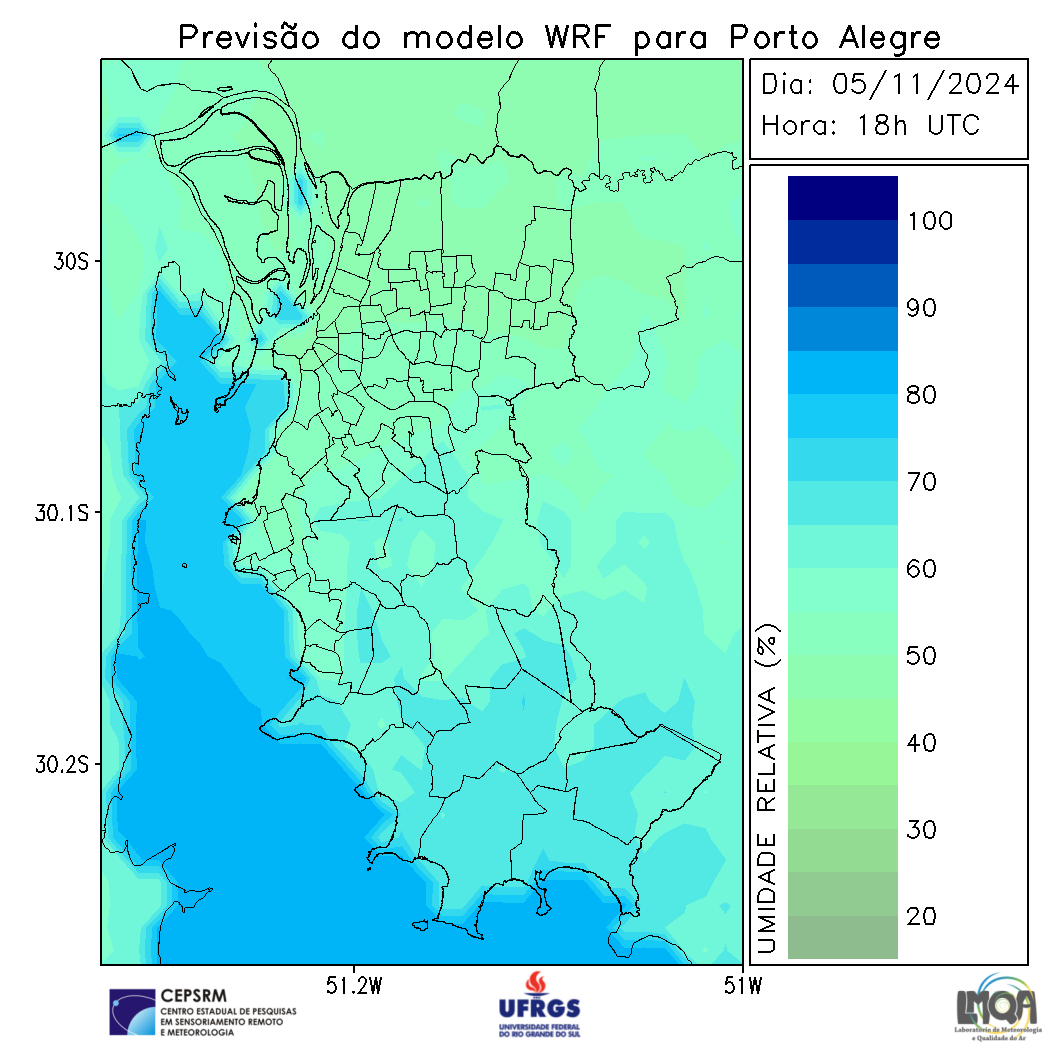 Previsão do modelo WRF para Porto Alegre
Dia: 05/11/2024
Hora: 18h UTC
100
90
80
70
60
50
40
30
20
UMIDADE RELATIVA (%)
30S
30.1S
30.2S
51.2W
51W
CEPSRM
CENTRO ESTADUAL DE PESQUISAS
EM SENSORIAMENTO REMOTO
E METEOROLOGIA
UFRGS
UNIVERSIDADE FEDERAL
DO RIO GRANDE DO SUL
LMQA
Laboratório de Meteorologia
e Qualidade do Ar